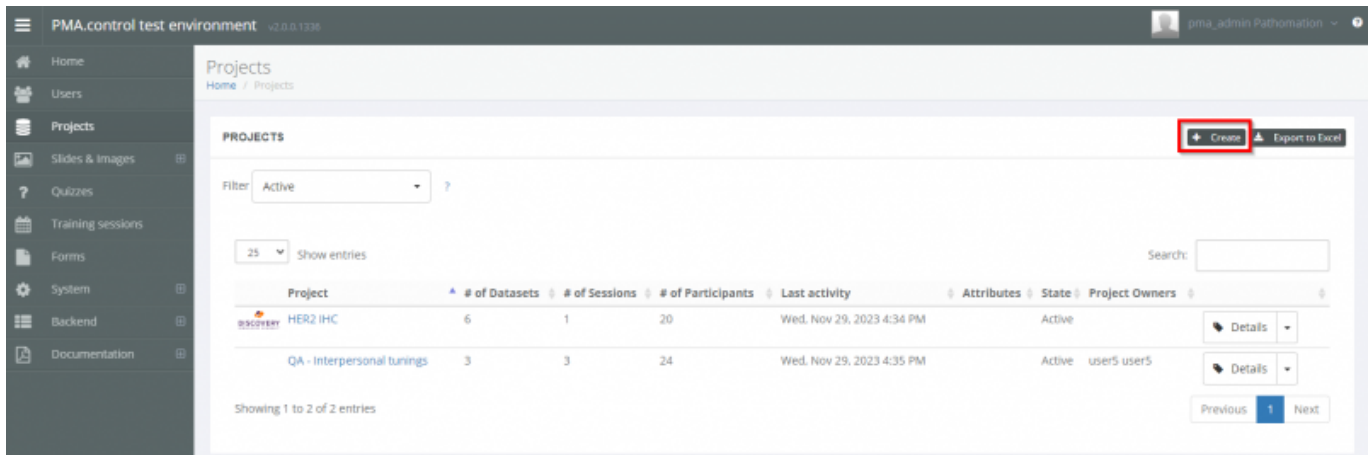 PMA.control test environment v2.0.0.1336
pma_admin Pathomation
Home
Users
Projects
Slides & Images
Quizzes
Training sessions
Forms
System
Backend
Documentation
Projects
Home / Projects
PROJECTS
+ Create
Export to Excel
Filter Active ?
25 Show entries
Search:
Project # of Datasets # of Sessions # of Participants Last activity Attributes State Project Owners
DISCOVERY HER2 IHC 6 1 20 Wed, Nov 29, 2023 4:34 PM Active Details
QA - Interpersonal tunings 3 3 24 Wed, Nov 29, 2023 4:35 PM Active user5 user5 Details
Showing 1 to 2 of 2 entries
Previous 1 Next